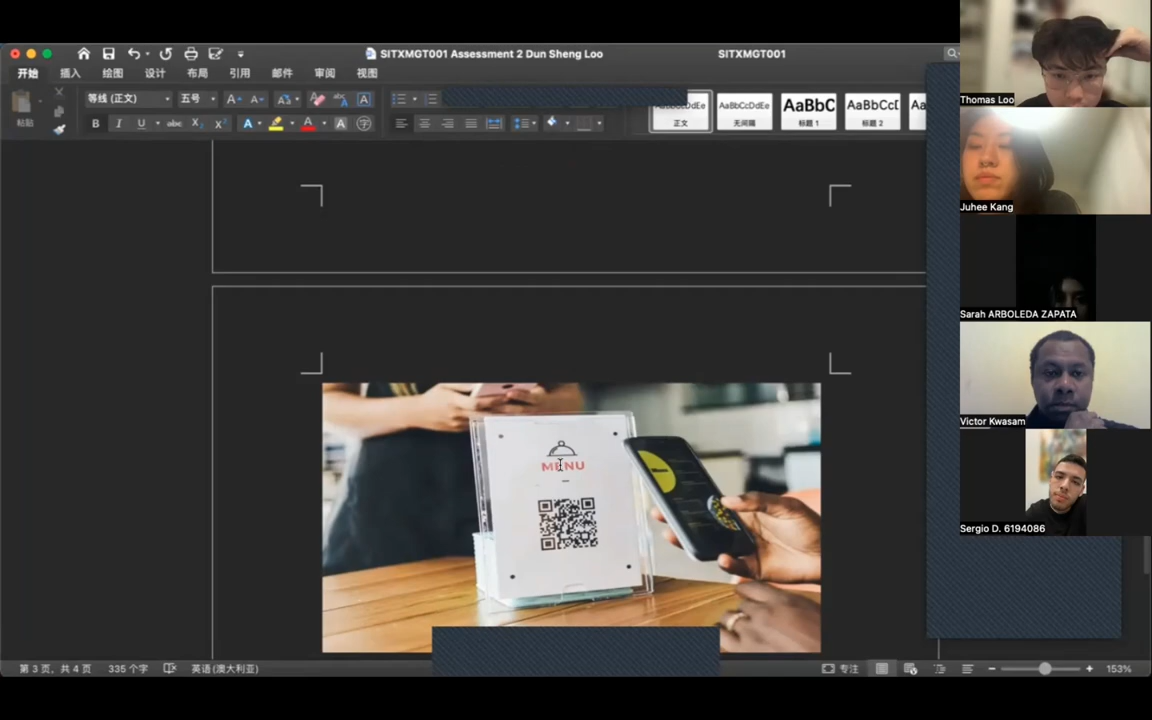 SITXMGT001 Assessment 2 Dun Sheng Loo
SITXMGT001
开始 插入 绘图 设计 布局 引用 邮件 审阅 视图
粘贴
等线 (正文) 五号
AaBbCcDdEe AaBbC AaBbCcD
正文 无间隔 标题 1 标题 2
MENU
第 3 页，共 4 页 335 个字 英语(澳大利亚) 专注 153%
Thomas Loo
Juhee Kang
Sarah ARBOLEDA ZAPATA
Victor Kwasam
Sergio D. 6194086